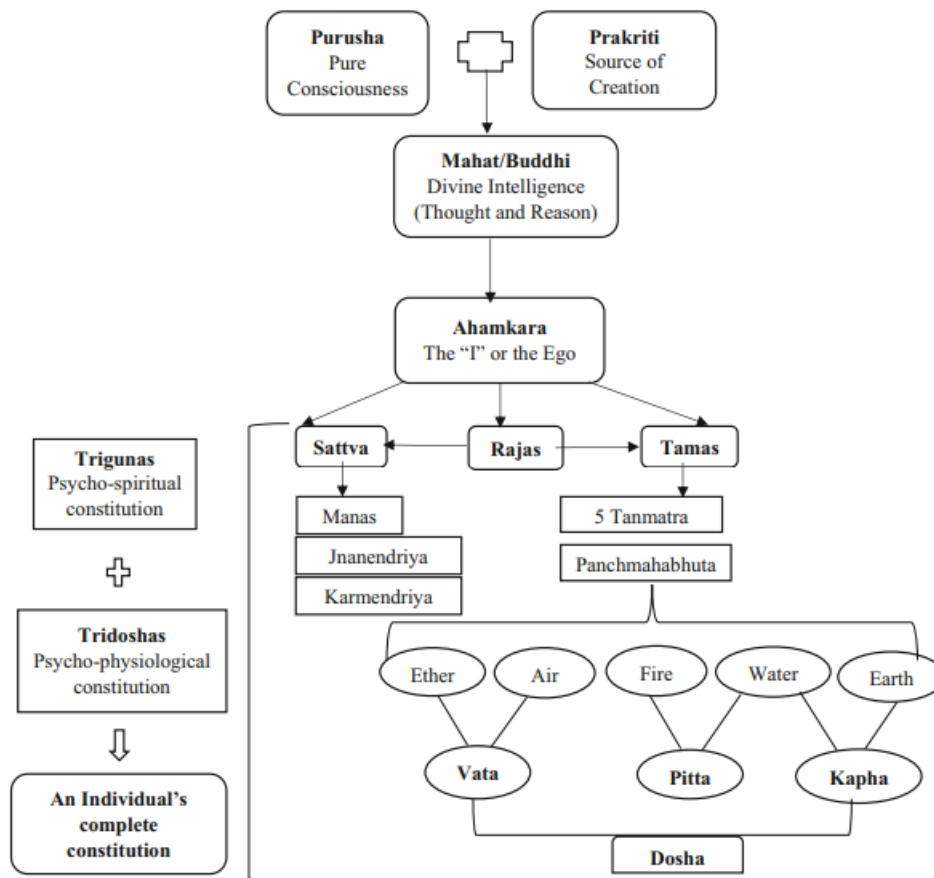 Purusha
Pure
Consciousness
Prakriti
Source of
Creation
Mahat/Buddhi
Divine Intelligence
(Thought and Reason)
Ahamkara
The “I” or the Ego
Sattva
Rajas
Tamas
Trigunas
Psycho-spiritual
constitution
Manas
Jnanendriya
Karmendriya
5 Tanmatra
Panchmahabhuta
Tridoshas
Psycho-physiological
constitution
Ether
Air
Fire
Water
Earth
Vata
Pitta
Kapha
An Individual’s
complete
constitution
Dosha